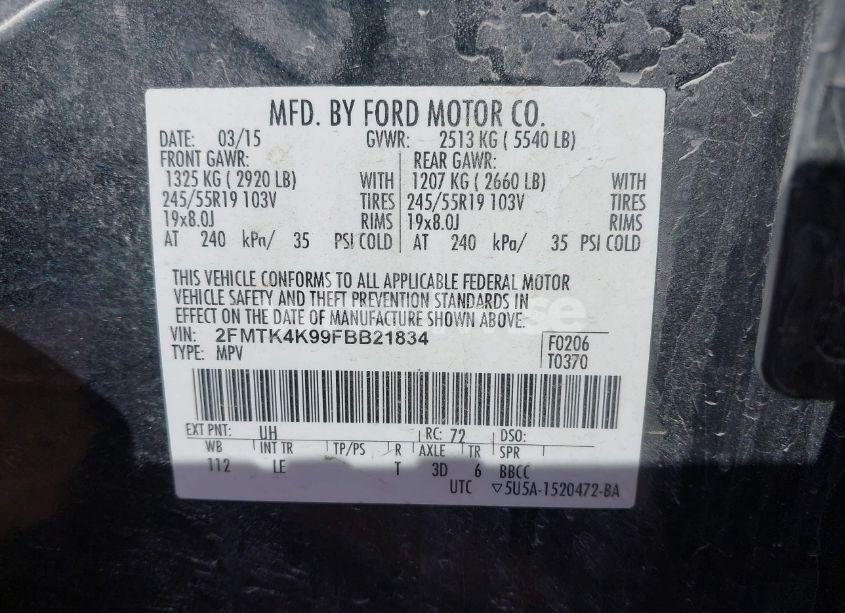 MFD. BY FORD MOTOR CO.
DATE: 03/15 GVWR: 2513 KG ( 5540 LB)
FRONT GAWR: REAR GAWR:
1325 KG ( 2920 LB) WITH 1207 KG ( 2660 LB) WITH
245/55R19 103V TIRES 245/55R19 103V TIRES
19x8.0J RIMS 19x8.0J RIMS
AT 240 kPa/ 35 PSI COLD AT 240 kPa/ 35 PSI COLD
THIS VEHICLE CONFORMS TO ALL APPLICABLE FEDERAL MOTOR
VEHICLE SAFETY AND THEFT PREVENTION STANDARDS IN
EFFECT ON THE DATE OF MANUFACTURE SHOWN ABOVE.
VIN: 2FMTK4K99FBB21834 F0206
TYPE: MPV T0370
EXT PNT: UH RC: 72 DSO:
WB INT TR TP/PS R AXLE TR SPR
112 LE T 3D 6 BBCC
UTC ▽5U5A-1520472-BA